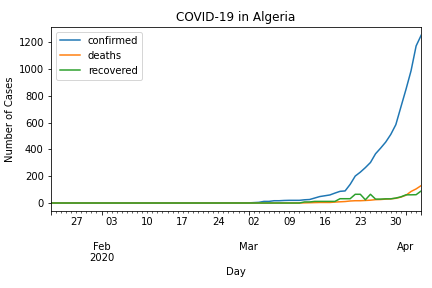 COVID-19 in Algeria
confirmed
deaths
recovered
Number of Cases
1200
1000
800
600
400
200
0
27 03 10 17 24 02 09 16 23 30
Feb Mar Apr
2020
Day